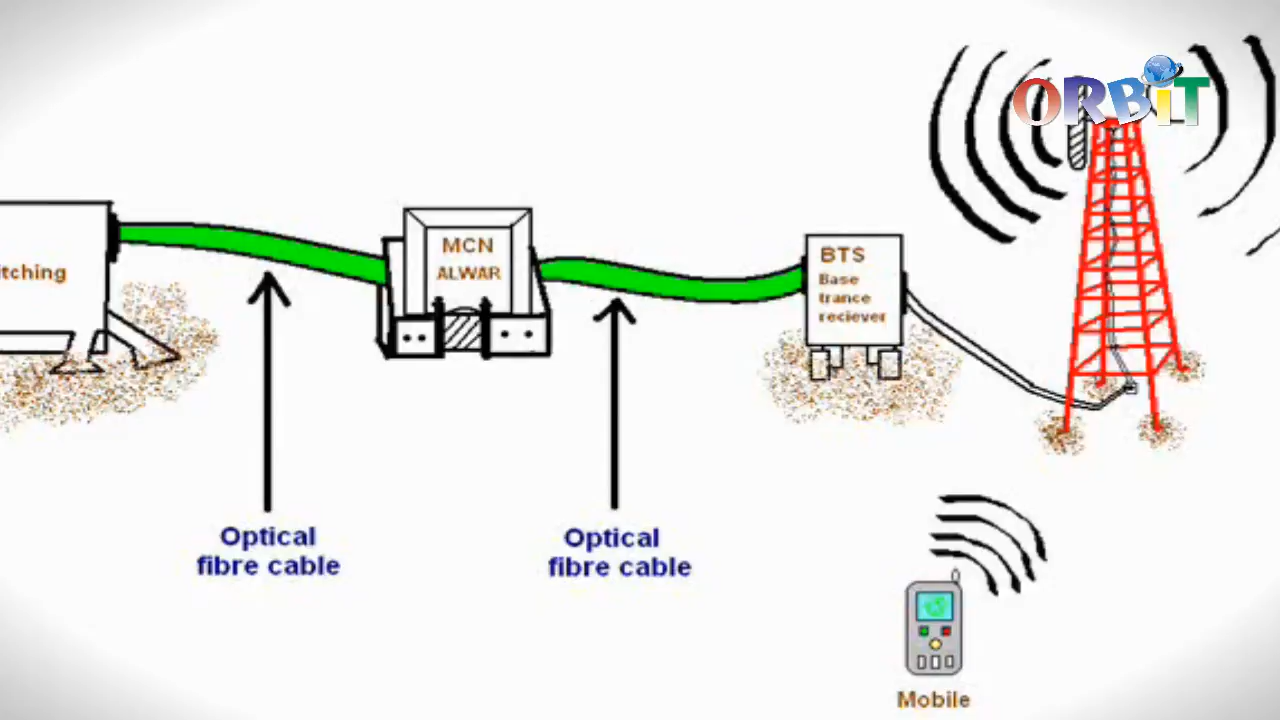 ORBiT
itching
MCN
ALWAR
BTS
Base
trance
reciever
Optical
fibre cable
Optical
fibre cable
Mobile